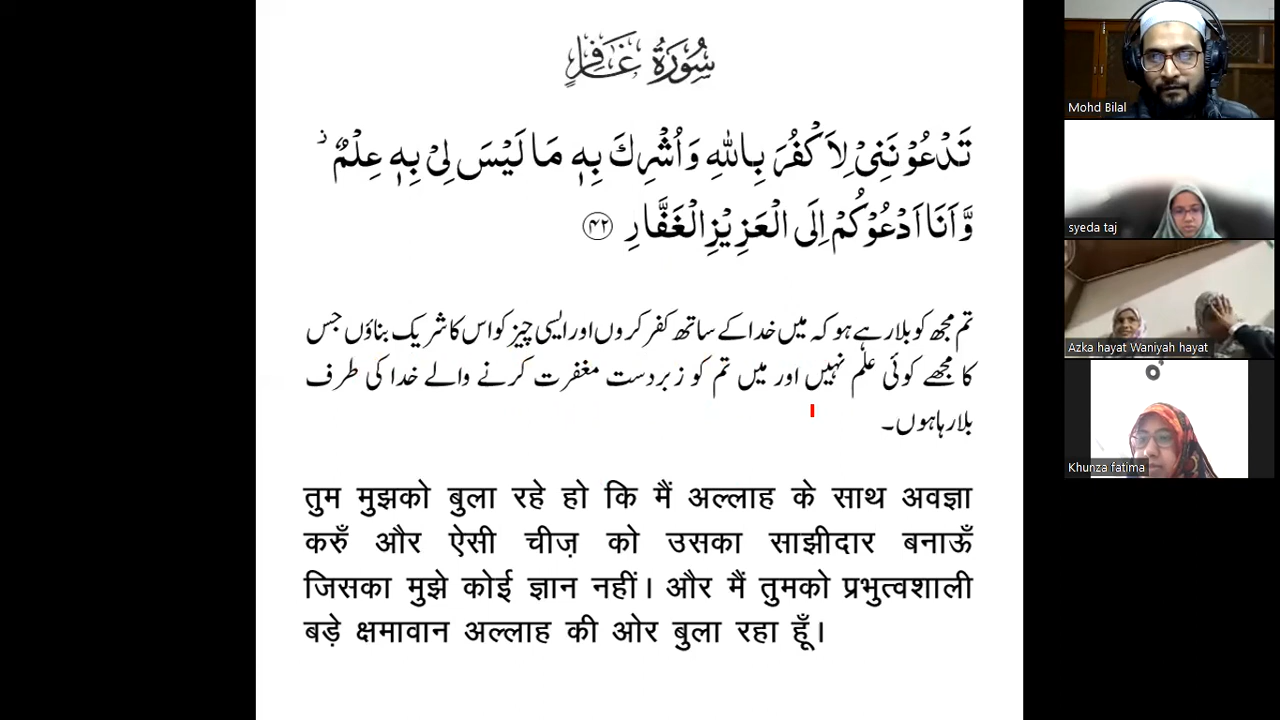 سُورَةُ غَافِرٍ
تَدْعُوْنَنِیْ لِاَكْفُرَ بِاللّٰهِ وَاُشْرِكَ بِهٖ مَا لَیْسَ لِیْ بِهٖ عِلْمٌ ؗ
وَّاَنَا اَدْعُوْكُمْ اِلَى الْعَزِیْزِ الْغَفَّارِ ۴۲
تم مجھ کو بلا رہے ہو کہ میں خدا کے ساتھ کفر کروں اور ایسی چیز کو اس کا شریک بناؤں جس
کا مجھے کوئی علم نہیں اور میں تم کو زبردست مغفرت کرنے والے خدا کی طرف
بلا رہا ہوں۔
तुम मुझको बुला रहे हो कि मैं अल्लाह के साथ अवज्ञा
करुँ और ऐसी चीज़ को उसका साझीदार बनाऊँ
जिसका मुझे कोई ज्ञान नहीं। और मैं तुमको प्रभुत्वशाली
बड़े क्षमावान अल्लाह की ओर बुला रहा हूँ।
Mohd Bilal
syeda taj
Azka hayat Waniyah hayat
Khunza fatima